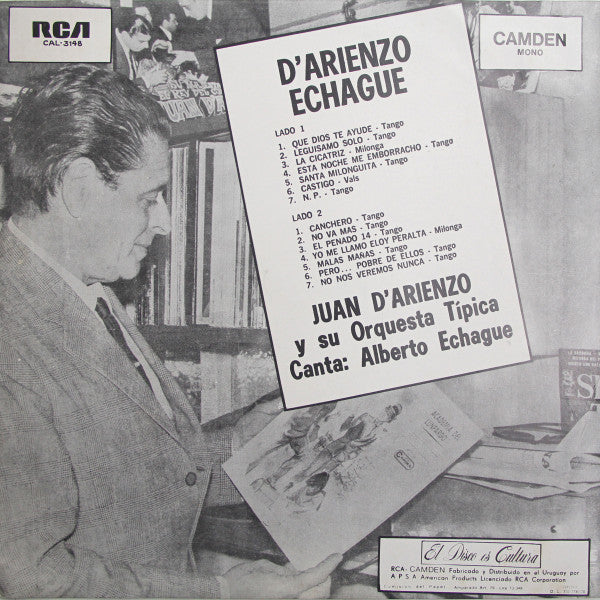 RCA
CAL-3148
CAMDEN
MONO
D'ARIENZO
ECHAGUE
LADO 1
1. QUE DIOS TE AYUDE - Tango
2. LEGUISAMO SOLO - Tango
3. LA CICATRIZ - Milonga
4. ESTA NOCHE ME EMBORRACHO - Tango
5. SANTA MILONGUITA - Tango
6. CASTIGO - Vals
7. N. P. - Tango
LADO 2
1. CANCHERO - Tango
2. NO VA MAS - Tango
3. EL PENADO 14 - Tango
4. YO ME LLAMO ELOY PERALTA - Milonga
5. MALAS MAÑAS - Tango
6. PERO... POBRE DE ELLOS - Tango
7. NO NOS VEREMOS NUNCA - Tango
JUAN D'ARIENZO
y su Orquesta Típica
Canta: Alberto Echague
El Disco es Cultura
RCA - CAMDEN Fabricado y Distribuido en el Uruguay por
A P S A American Products Licenciado RCA Corporation
Comisión del Papel